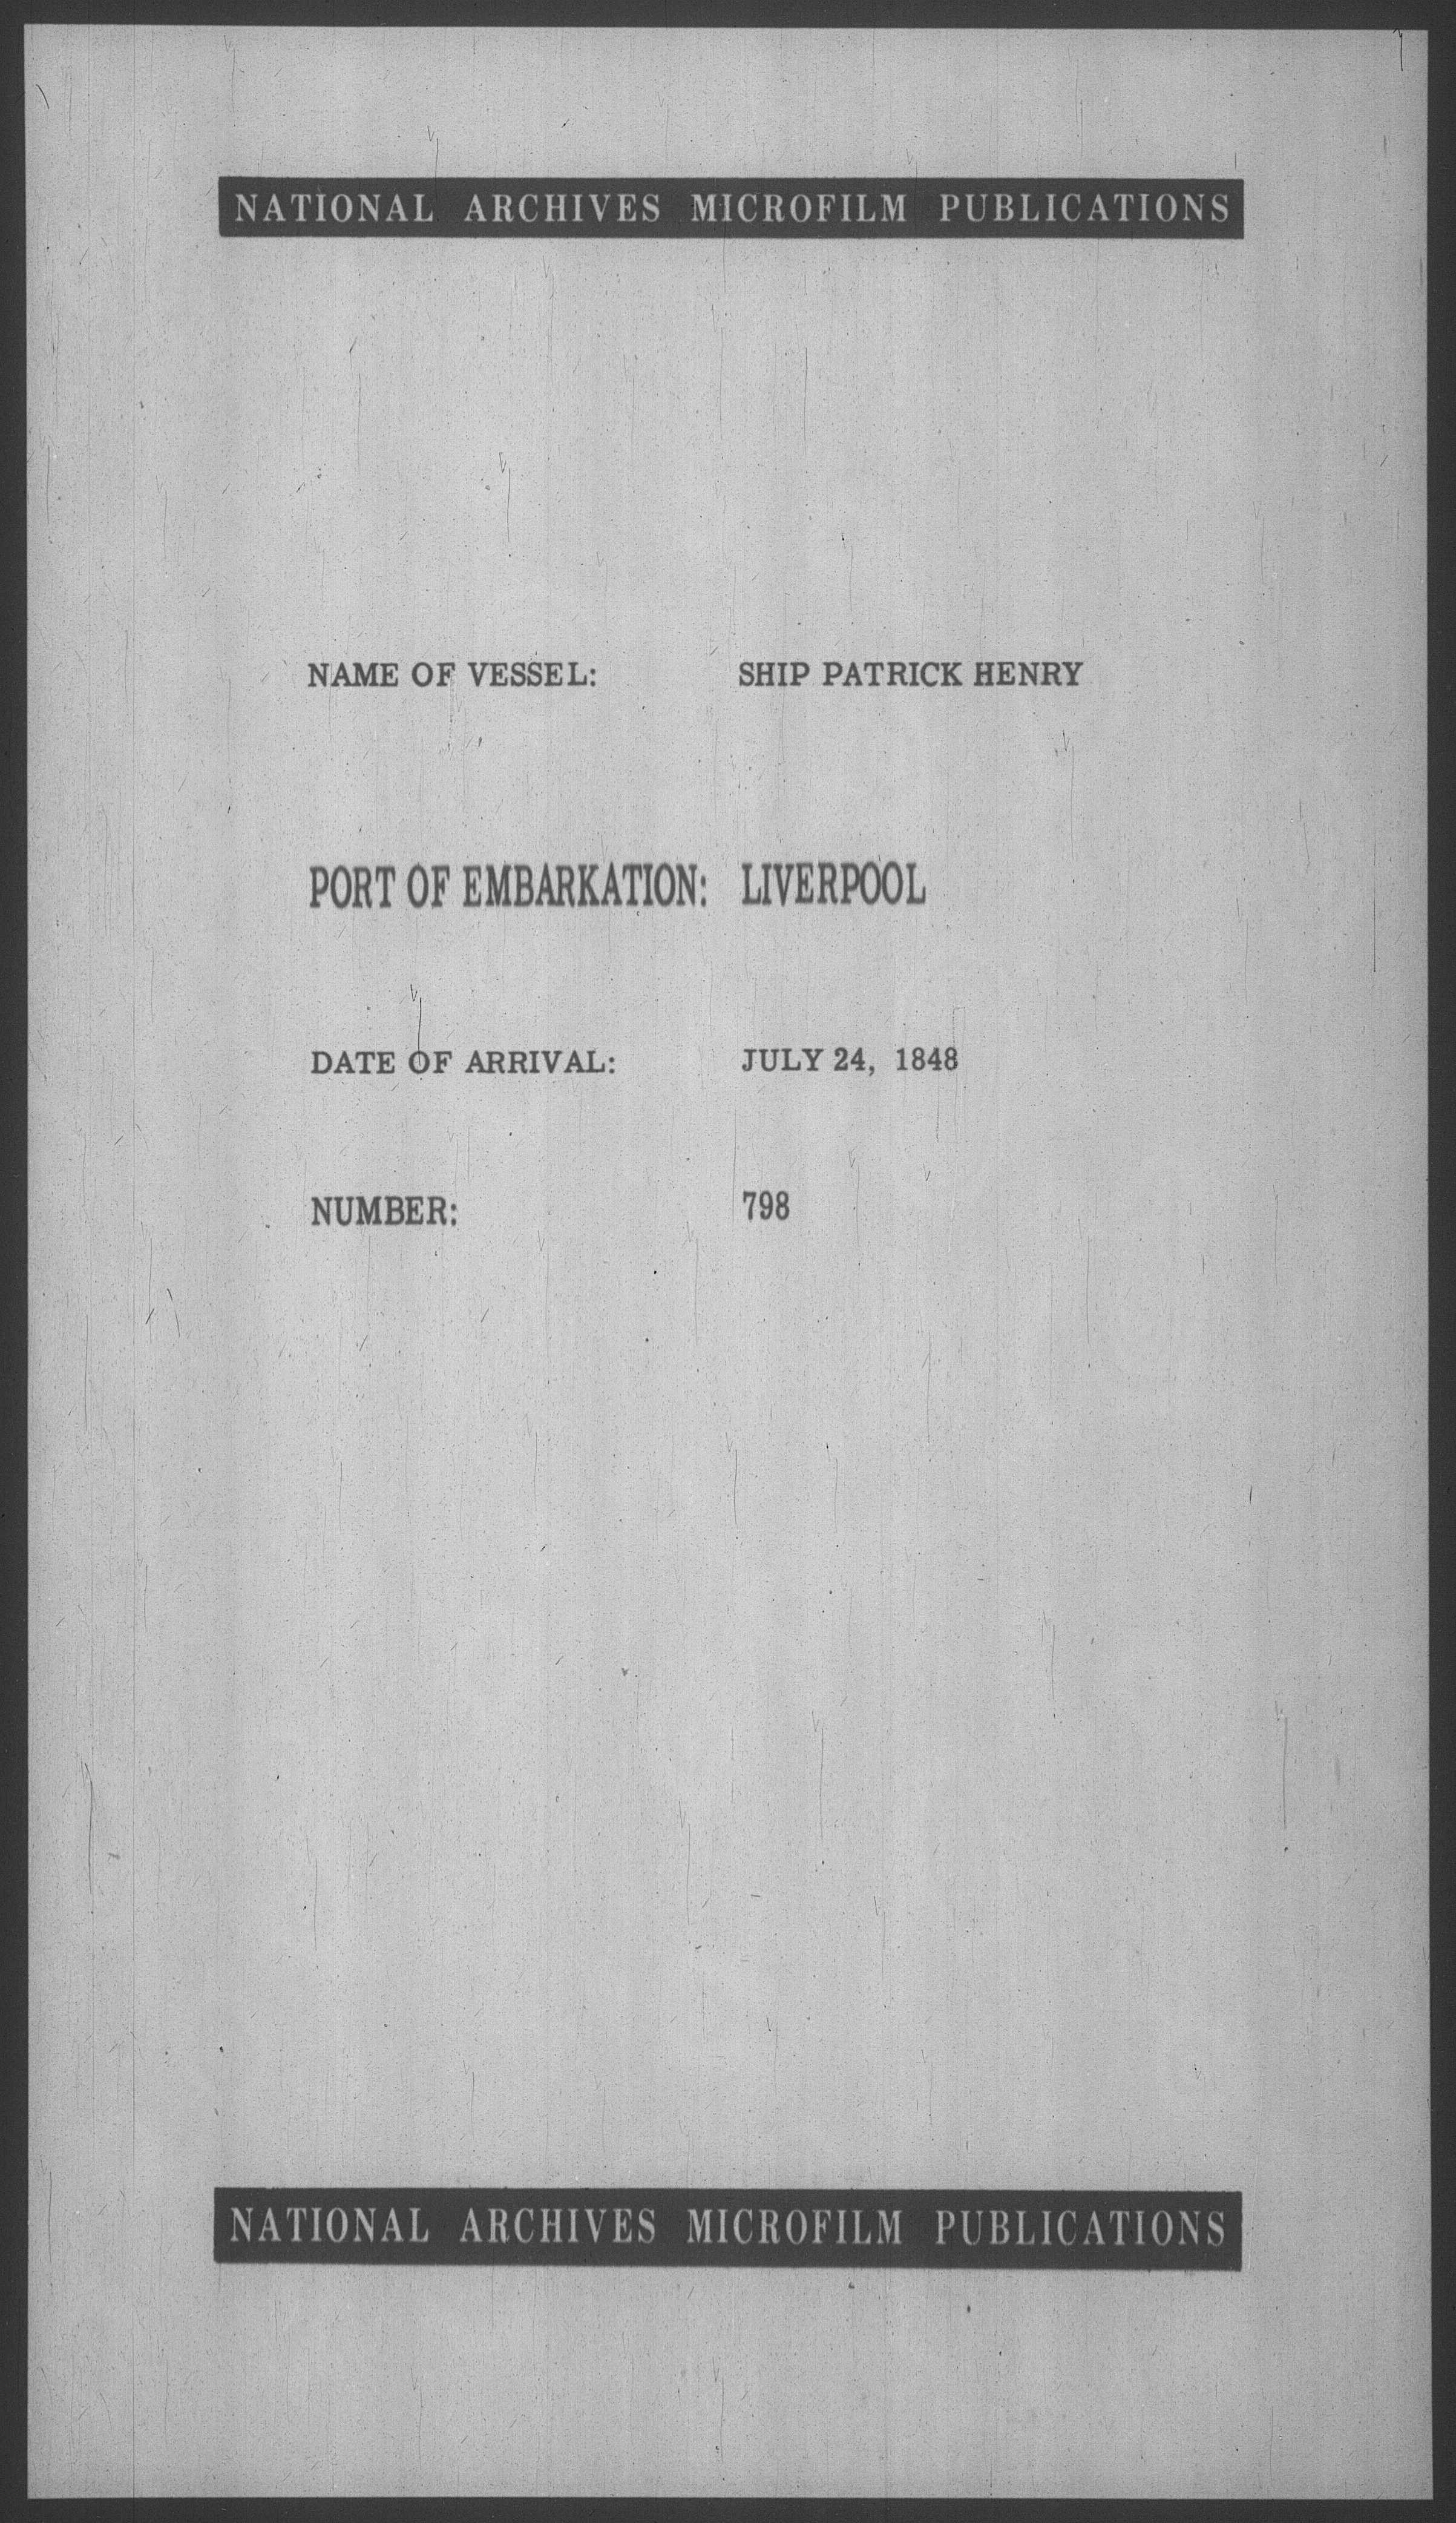 NATIONAL ARCHIVES MICROFILM PUBLICATIONS
NAME OF VESSEL: SHIP PATRICK HENRY
PORT OF EMBARKATION: LIVERPOOL
DATE OF ARRIVAL: JULY 24, 1848
NUMBER: 798
NATIONAL ARCHIVES MICROFILM PUBLICATIONS